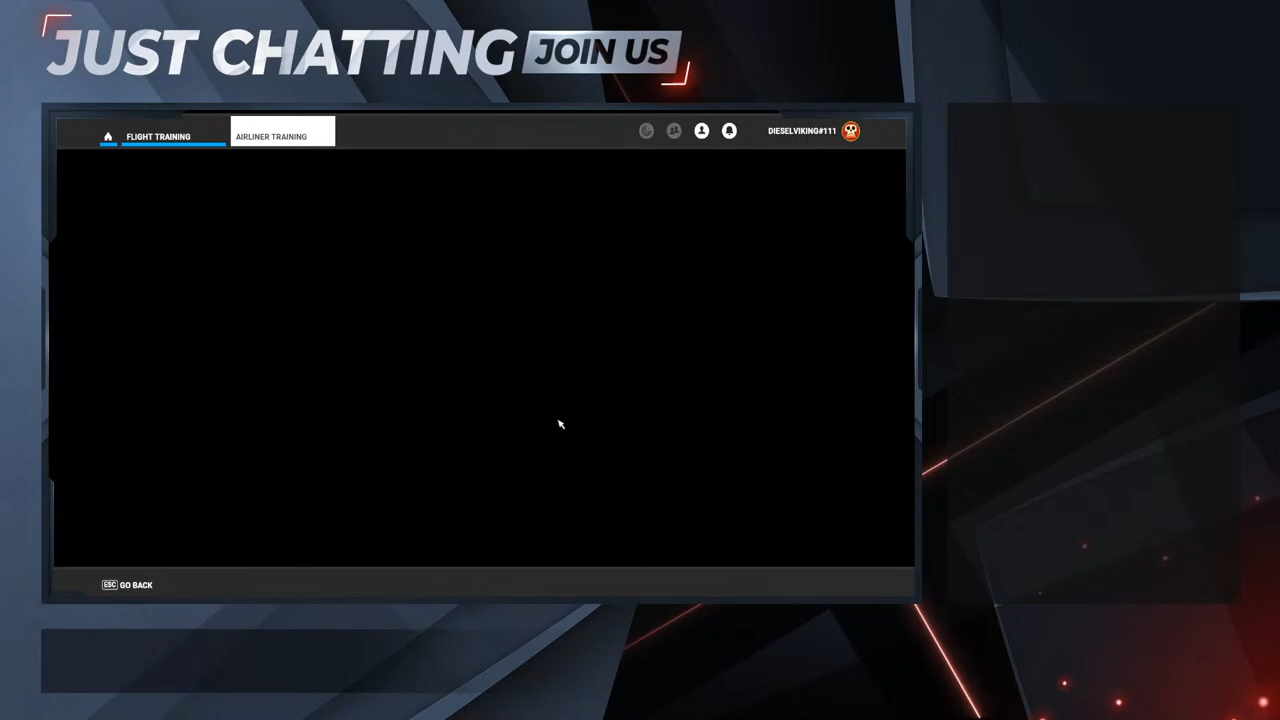 JUST CHATTING JOIN US
FLIGHT TRAINING AIRLINER TRAINING DIESELVIKING#111
ESC GO BACK